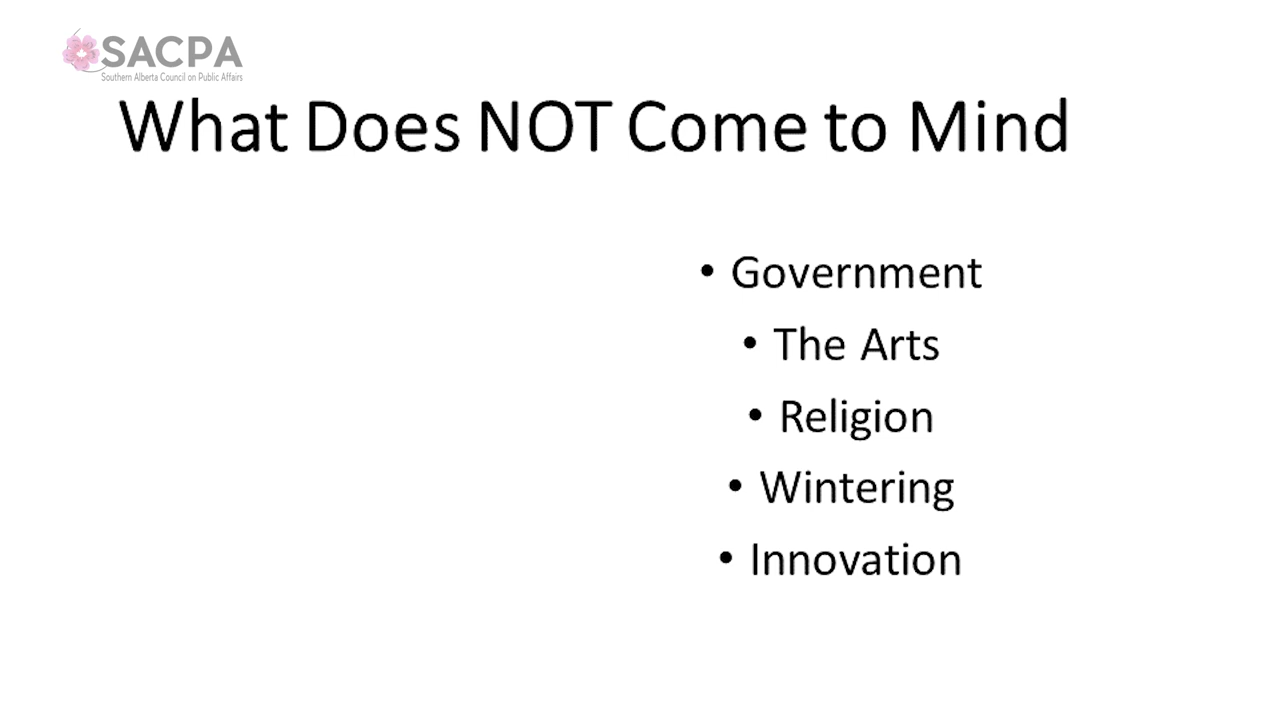 SACPA
Southern Alberta Council on Public Affairs
What Does NOT Come to Mind
• Government
• The Arts
• Religion
• Wintering
• Innovation